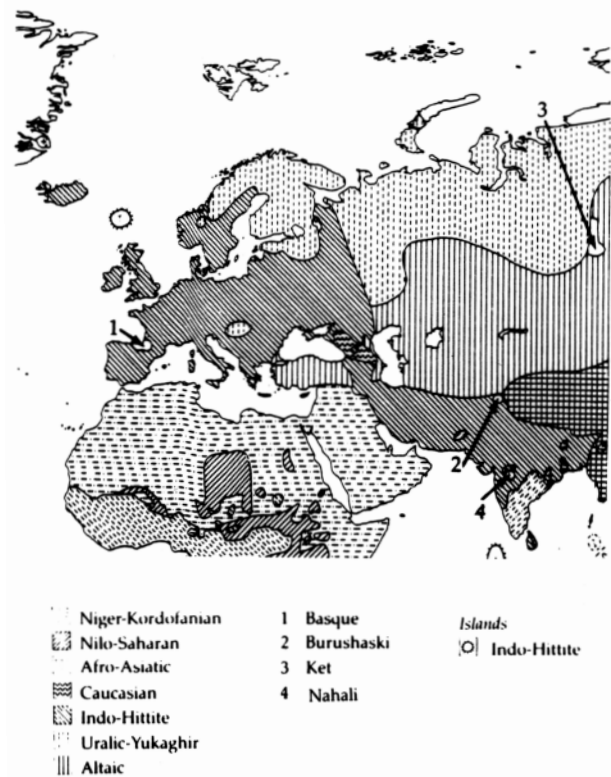 3
1
2
4
Niger-Kordofanian
Nilo-Saharan
Afro-Asiatic
Caucasian
Indo-Hittite
Uralic-Yukaghir
Altaic
1 Basque
2 Burushaski
3 Ket
4 Nahali
Islands
Indo-Hittite